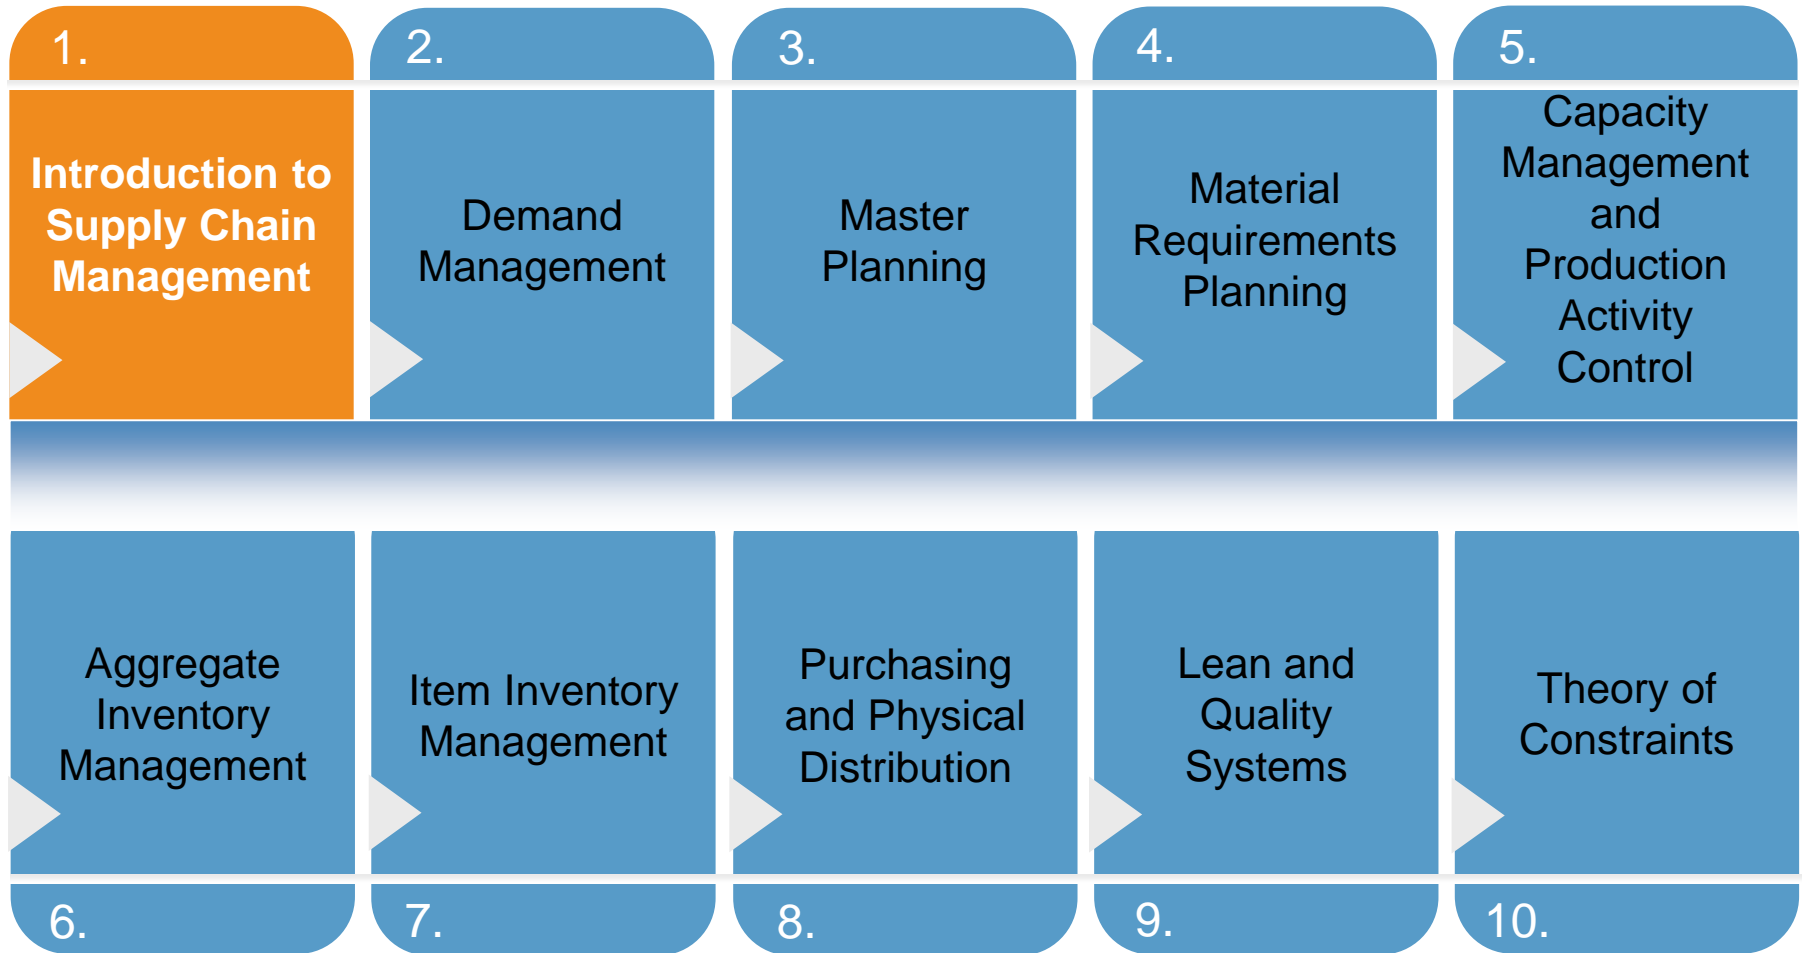 1.
Introduction to
Supply Chain
Management
2.
Demand
Management
3.
Master
Planning
4.
Material
Requirements
Planning
5.
Capacity
Management
and
Production
Activity
Control
Aggregate
Inventory
Management
6.
Item Inventory
Management
7.
Purchasing
and Physical
Distribution
8.
Lean and
Quality
Systems
9.
Theory of
Constraints
10.